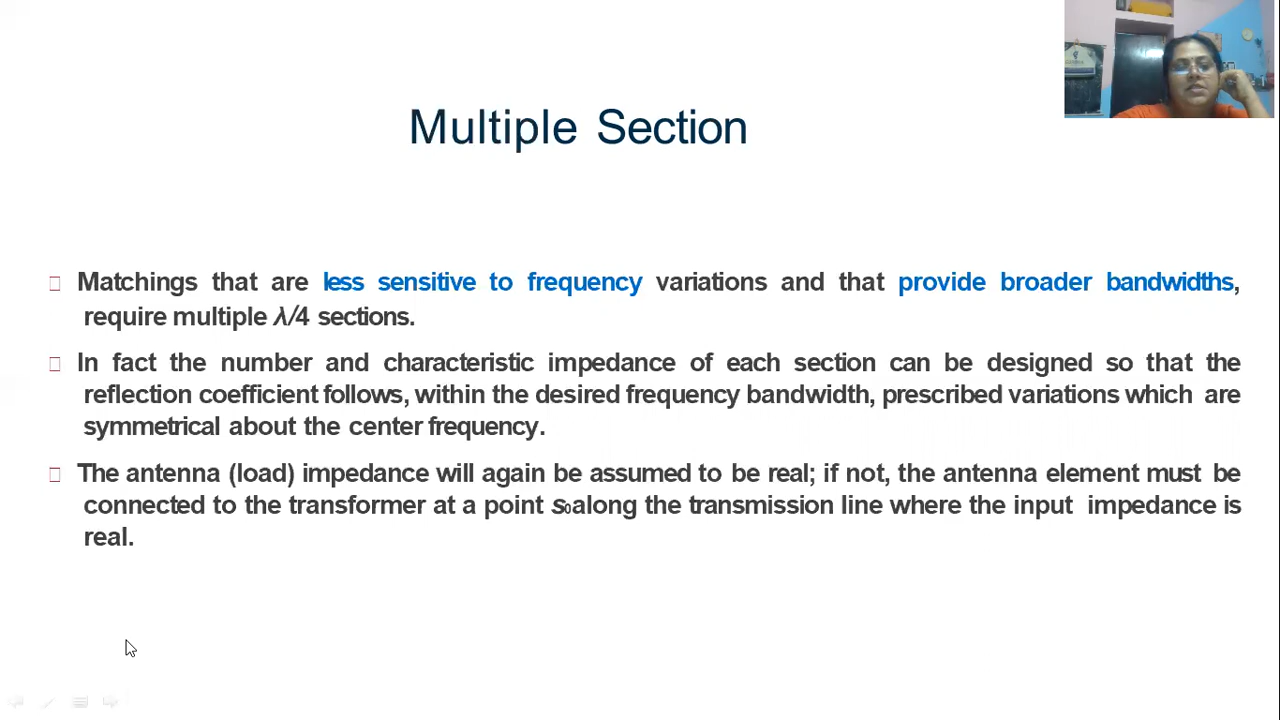 Multiple Section
Matchings that are less sensitive to frequency variations and that provide broader bandwidths,
require multiple λ/4 sections.
In fact the number and characteristic impedance of each section can be designed so that the
reflection coefficient follows, within the desired frequency bandwidth, prescribed variations which are
symmetrical about the center frequency.
The antenna (load) impedance will again be assumed to be real; if not, the antenna element must be
connected to the transformer at a point s₀along the transmission line where the input impedance is
real.